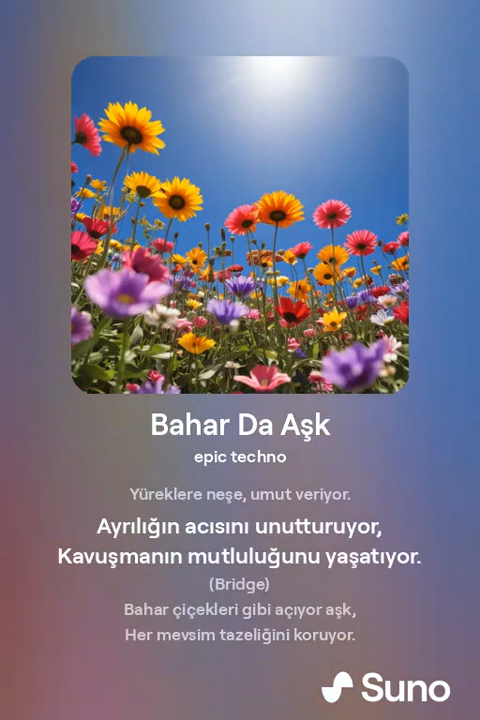 Bahar Da Aşk
epic techno
Yüreklere neşe, umut veriyor.
Ayrılığın acısını unutturuyor,
Kavuşmanın mutluluğunu yaşatıyor.
(Bridge)
Bahar çiçekleri gibi açıyor aşk,
Her mevsim tazeliğini koruyor.
Suno